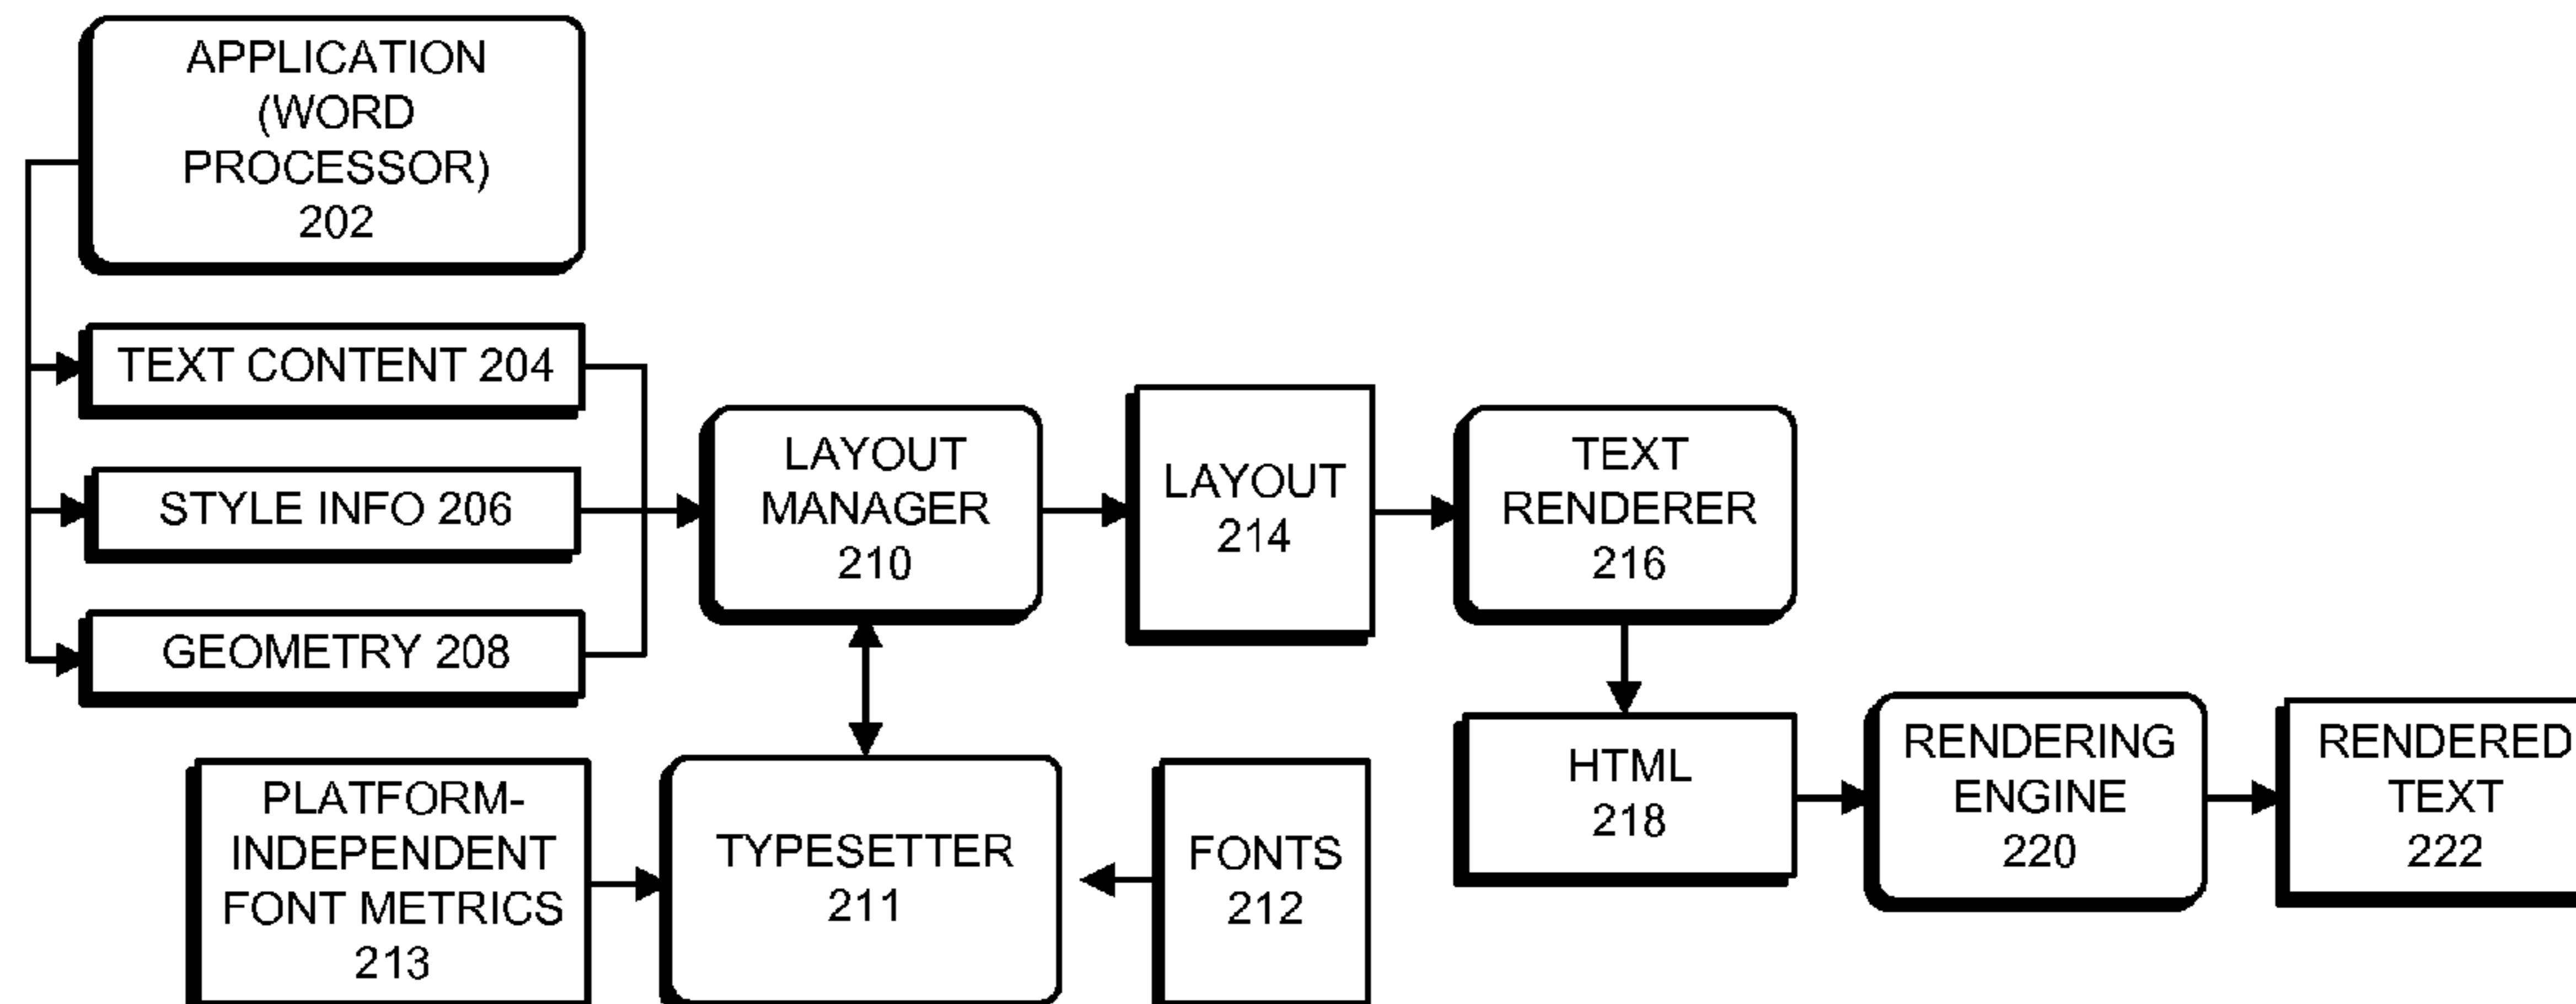 APPLICATION
(WORD
PROCESSOR)
202
TEXT CONTENT 204
STYLE INFO 206
GEOMETRY 208
LAYOUT
MANAGER
210
LAYOUT
214
TEXT
RENDERER
216
PLATFORM-
INDEPENDENT
FONT METRICS
213
TYPESETTER
211
FONTS
212
HTML
218
RENDERING
ENGINE
220
RENDERED
TEXT
222